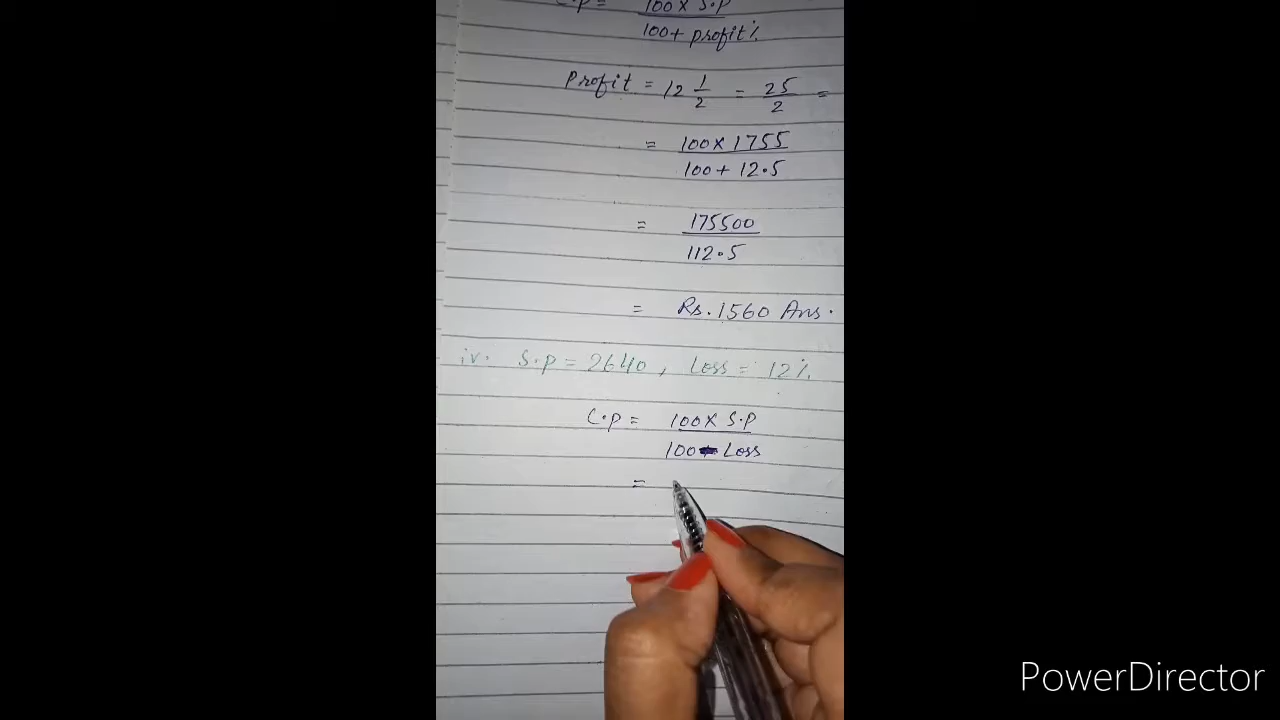 C.P = 100 x S.P
100 + profit%
Profit = 12 1/2 = 25/2 =
= 100 x 1755
100 + 12.5
= 175500
112.5
= Rs. 1560 Ans.
iv. S.P = 2640, Loss = 12%
C.P = 100 x S.P
100 - Loss
=
PowerDirector